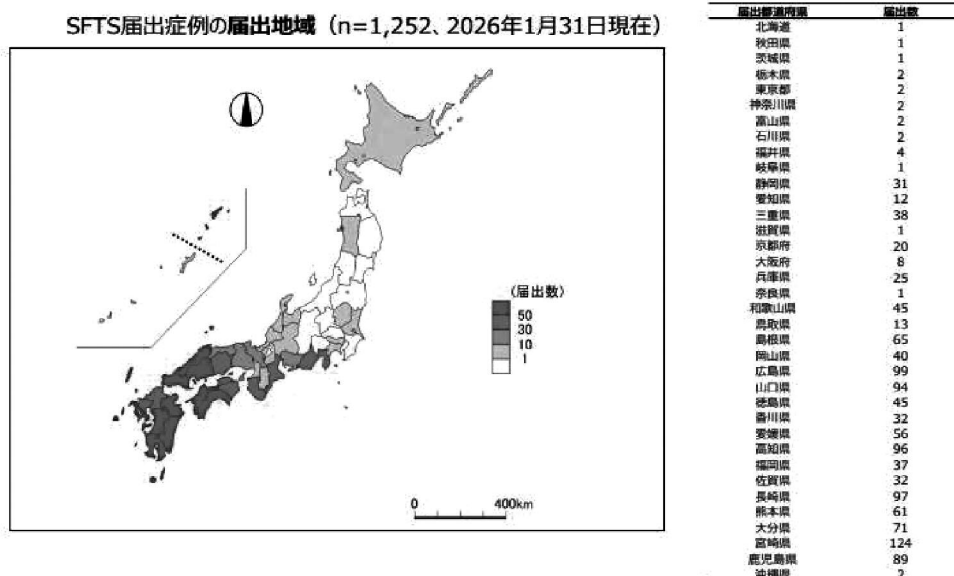 SFTS届出症例の届出地域（n=1,252、2026年1月31日現在）
(届出数)
50
30
10
1
0 400km
届出都道府県 届出数
北海道 1
秋田県 1
茨城県 1
栃木県 2
東京都 2
神奈川県 2
富山県 2
石川県 2
福井県 4
岐阜県 1
静岡県 31
愛知県 12
三重県 38
滋賀県 1
京都府 20
大阪府 8
兵庫県 25
奈良県 1
和歌山県 45
鳥取県 13
島根県 65
岡山県 40
広島県 99
山口県 94
徳島県 45
香川県 32
愛媛県 56
高知県 96
福岡県 37
佐賀県 32
長崎県 97
熊本県 61
大分県 71
宮崎県 124
鹿児島県 89
沖縄県 2